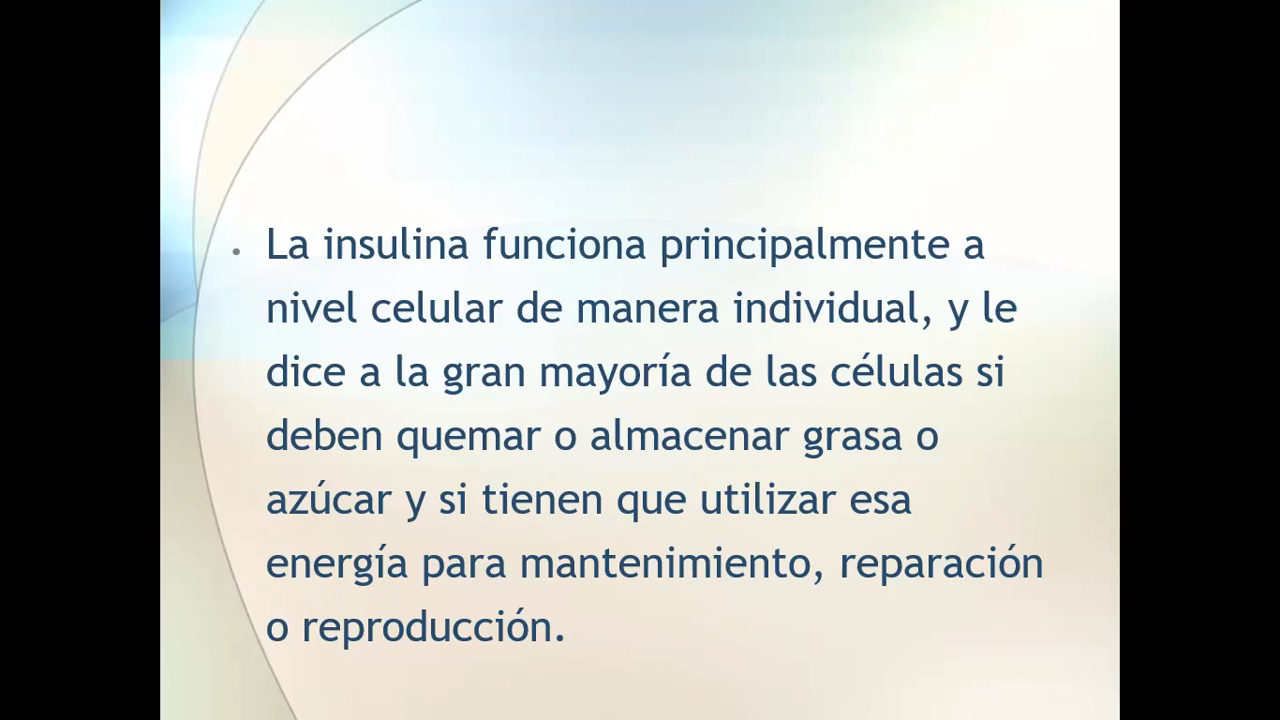 • La insulina funciona principalmente a
nivel celular de manera individual, y le
dice a la gran mayoría de las células si
deben quemar o almacenar grasa o
azúcar y si tienen que utilizar esa
energía para mantenimiento, reparación
o reproducción.